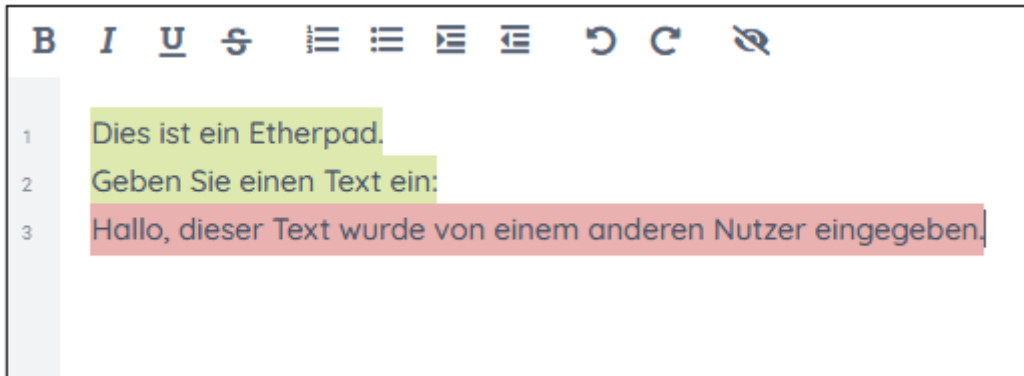 B I U S
1 Dies ist ein Etherpad.
2 Geben Sie einen Text ein:
3 Hallo, dieser Text wurde von einem anderen Nutzer eingegeben.